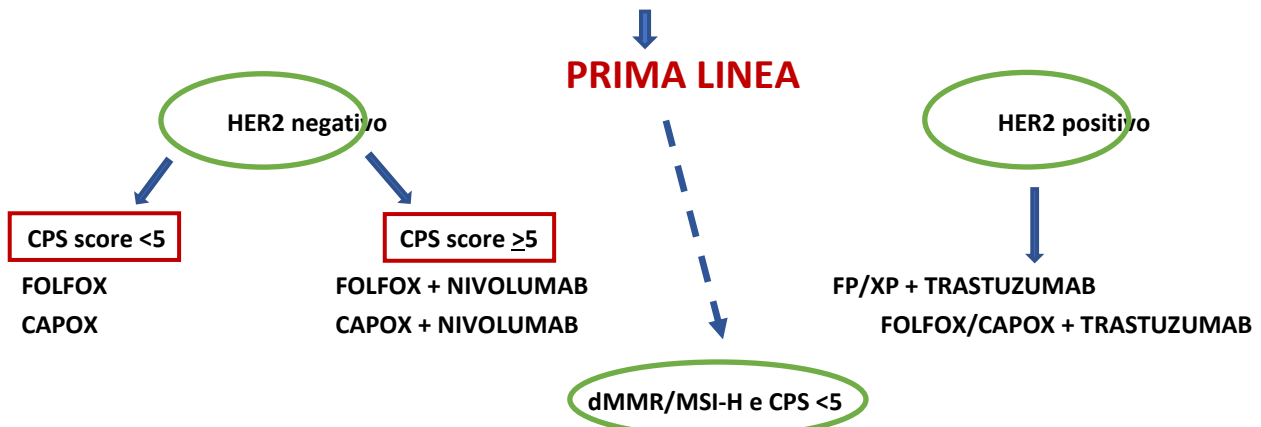 PRIMA LINEA
HER2 negativo
HER2 positivo
CPS score <5
CPS score ≥5
FOLFOX
FOLFOX + NIVOLUMAB
FP/XP + TRASTUZUMAB
CAPOX
CAPOX + NIVOLUMAB
FOLFOX/CAPOX + TRASTUZUMAB
dMMR/MSI-H e CPS <5